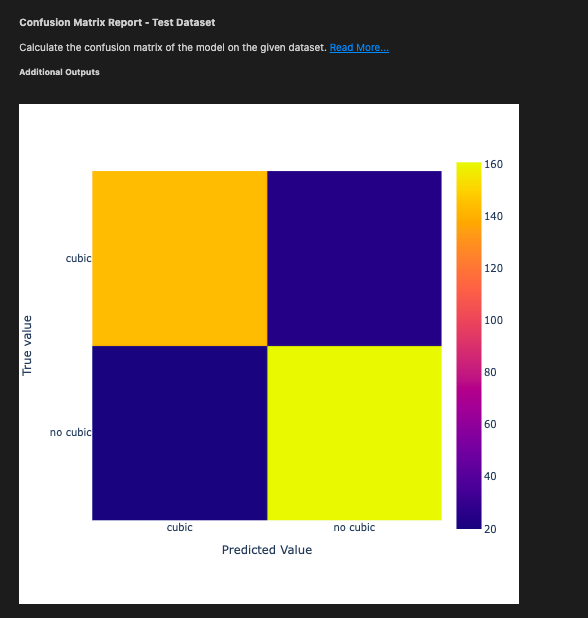 Confusion Matrix Report - Test Dataset
Calculate the confusion matrix of the model on the given dataset. Read More...
Additional Outputs
160
140
120
100
80
60
40
20
True value
cubic
no cubic
cubic
no cubic
Predicted Value